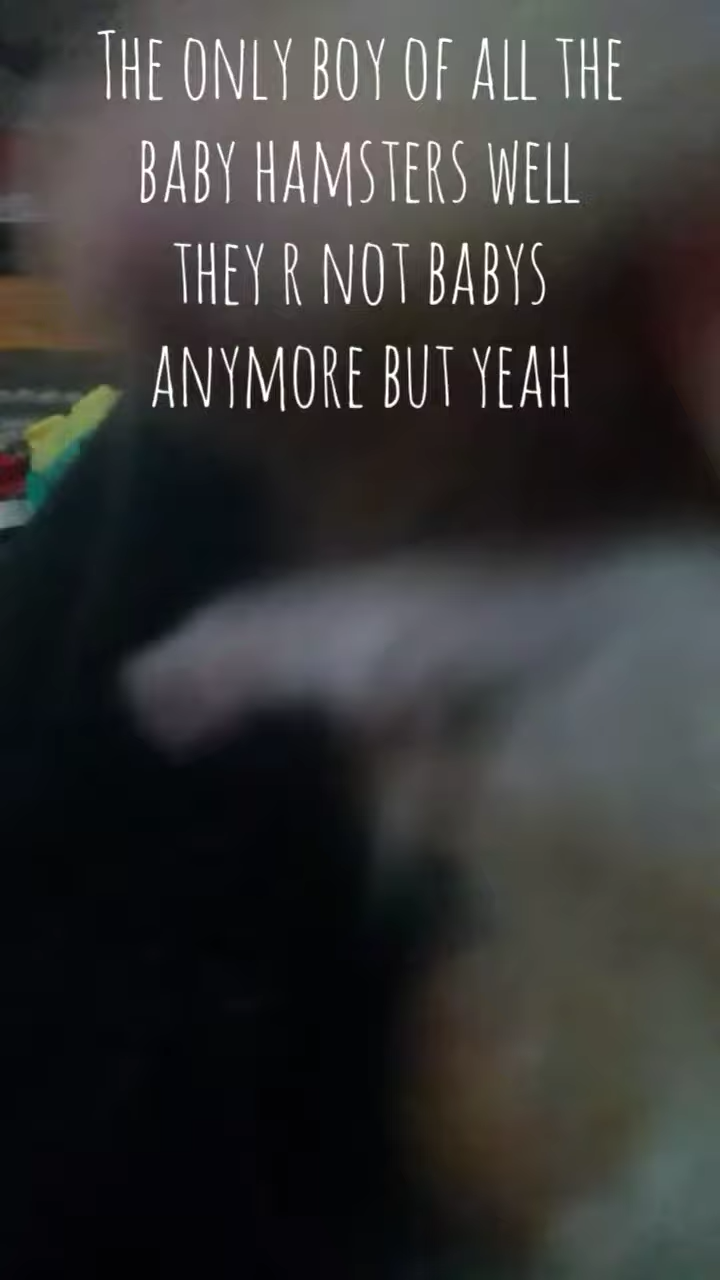 THE ONLY BOY OF ALL THE
BABY HAMSTERS WELL
THEY R NOT BABYS
ANYMORE BUT YEAH